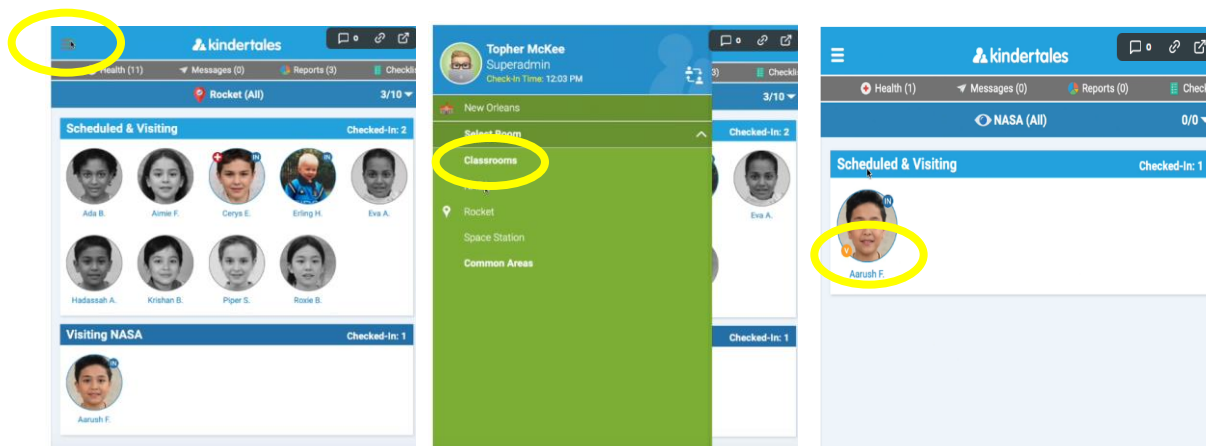 kindertales
0
Health (11) Messages (0) Reports (3) Checklis
Rocket (All) 3/10
Scheduled & Visiting Checked-In: 2
IN IN
Ada B. Aimie F. Cerys E. Erling H. Eva A.
Hadassah A. Krishan B. Piper S. Roxie B.
Visiting NASA Checked-In: 1
IN
Aarush F.
Topher McKee
Superadmin
Check-In Time: 12:03 PM
New Orleans
Select Room
Classrooms
Rocket
Space Station
Common Areas
0
3) Checklis
3/10
Checked-In: 2
Eva A.
Checked-In: 1
kindertales
0
Health (1) Messages (0) Reports (0) Check
NASA (All) 0/0
Scheduled & Visiting Checked-In: 1
IN
V
Aarush F.